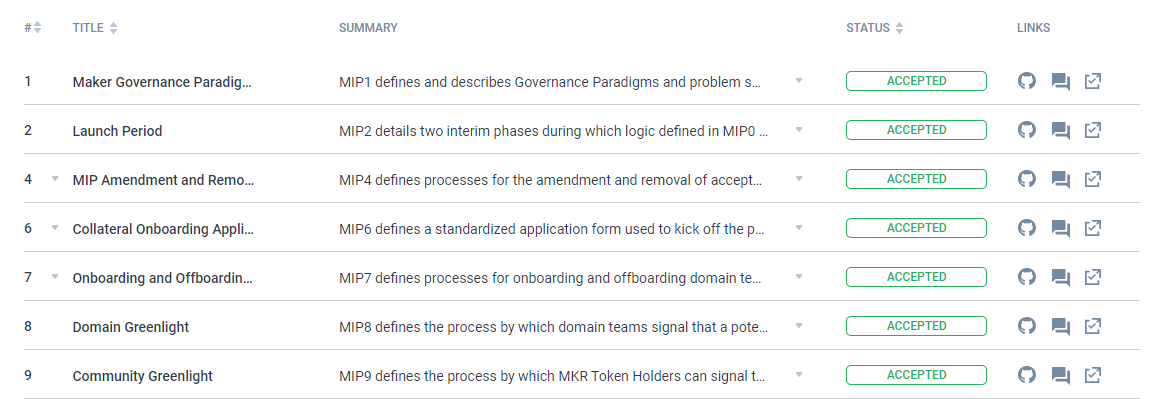 # TITLE SUMMARY STATUS LINKS
1 Maker Governance Paradig... MIP1 defines and describes Governance Paradigms and problem s... ACCEPTED
2 Launch Period MIP2 details two interim phases during which logic defined in MIP0 ... ACCEPTED
4 MIP Amendment and Remo... MIP4 defines processes for the amendment and removal of accept... ACCEPTED
6 Collateral Onboarding Appli... MIP6 defines a standardized application form used to kick off the p... ACCEPTED
7 Onboarding and Offboardin... MIP7 defines processes for onboarding and offboarding domain te... ACCEPTED
8 Domain Greenlight MIP8 defines the process by which domain teams signal that a pote... ACCEPTED
9 Community Greenlight MIP9 defines the process by which MKR Token Holders can signal t... ACCEPTED